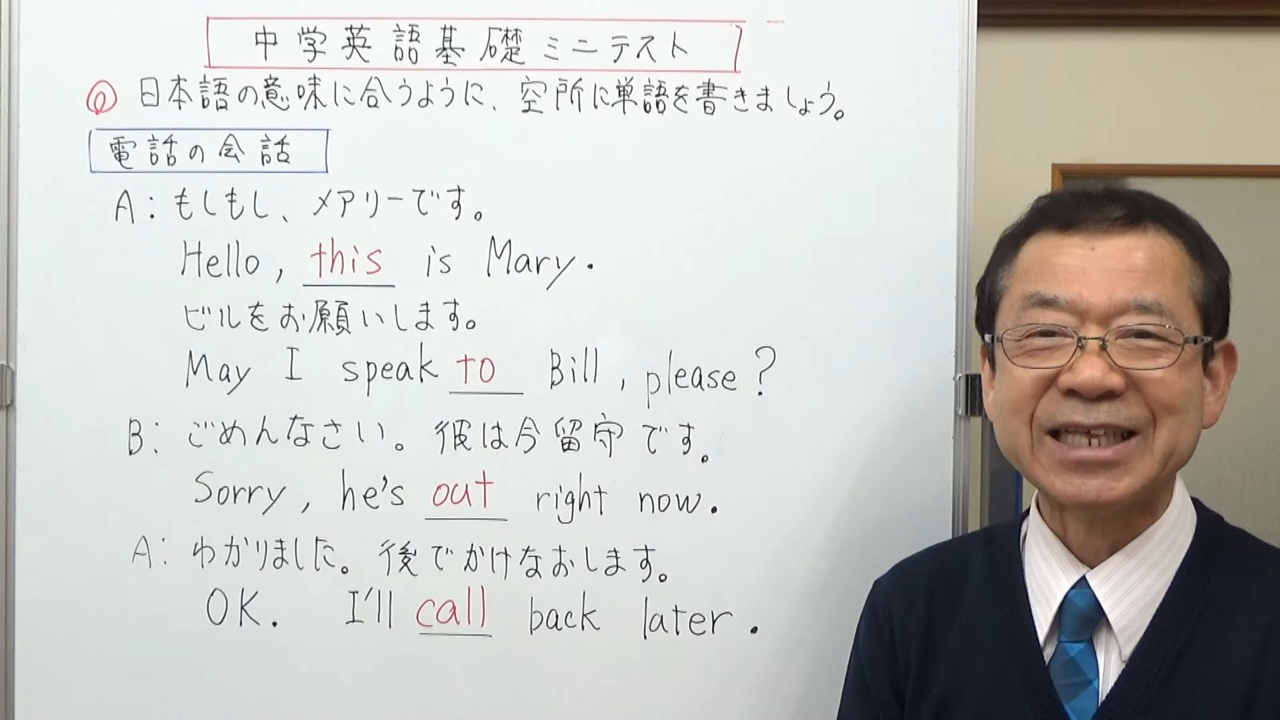 中学英語基礎ミニテスト
Q 日本語の意味に合うように、空所に単語を書きましょう。
電話の会話
A: もしもし、メアリーです。
Hello, this is Mary.
ビルをお願いします。
May I speak to Bill, please?
B: ごめんなさい。彼は今留守です。
Sorry, he's out right now.
A: わかりました。後でかけなおします。
OK. I'll call back later.